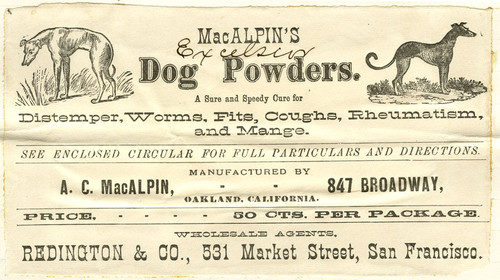 MacALPIN'S
Excelsior
Dog Powders.
A Sure and Speedy Cure for
Distemper, Worms, Fits, Coughs, Rheumatism,
and Mange.
SEE ENCLOSED CIRCULAR FOR FULL PARTICULARS AND DIRECTIONS.
MANUFACTURED BY
A. C. MacALPIN, - - 847 BROADWAY,
OAKLAND, CALIFORNIA.
PRICE. - - - - 50 CTS. PER PACKAGE.
WHOLESALE AGENTS,
REDINGTON & CO., 531 Market Street, San Francisco.